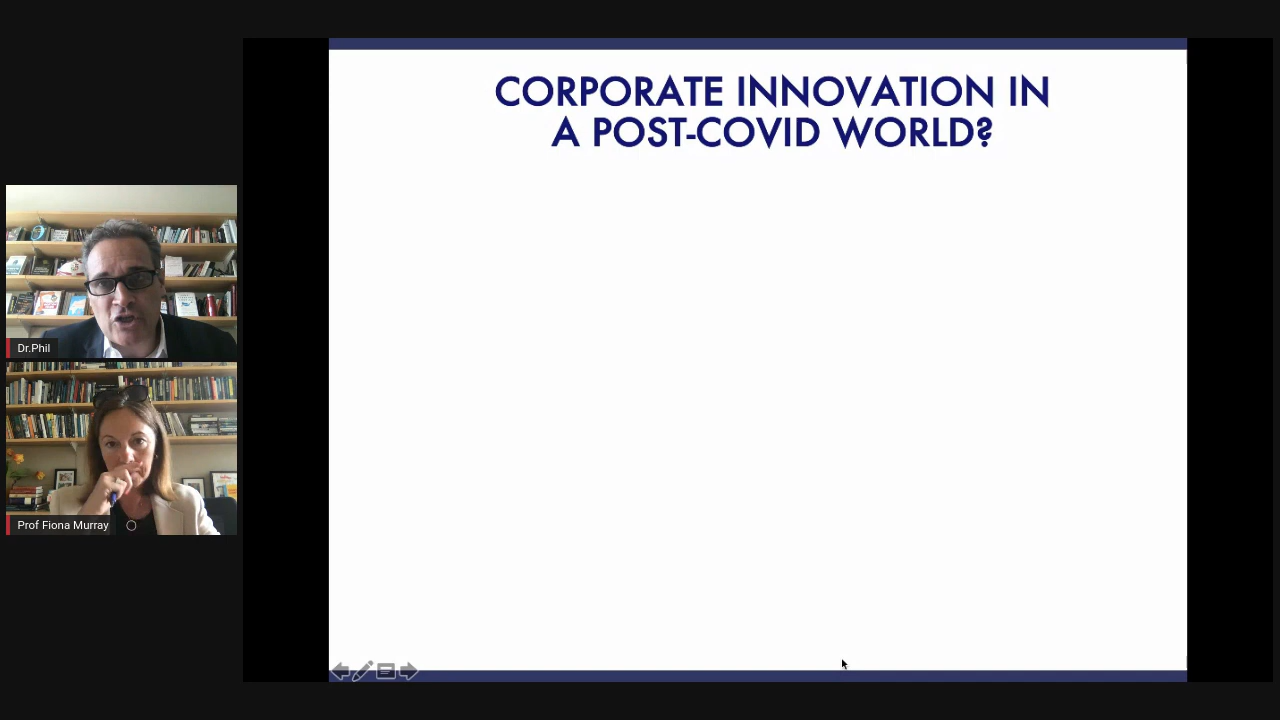 CORPORATE INNOVATION IN
A POST-COVID WORLD?
Dr.Phil
Prof Fiona Murray